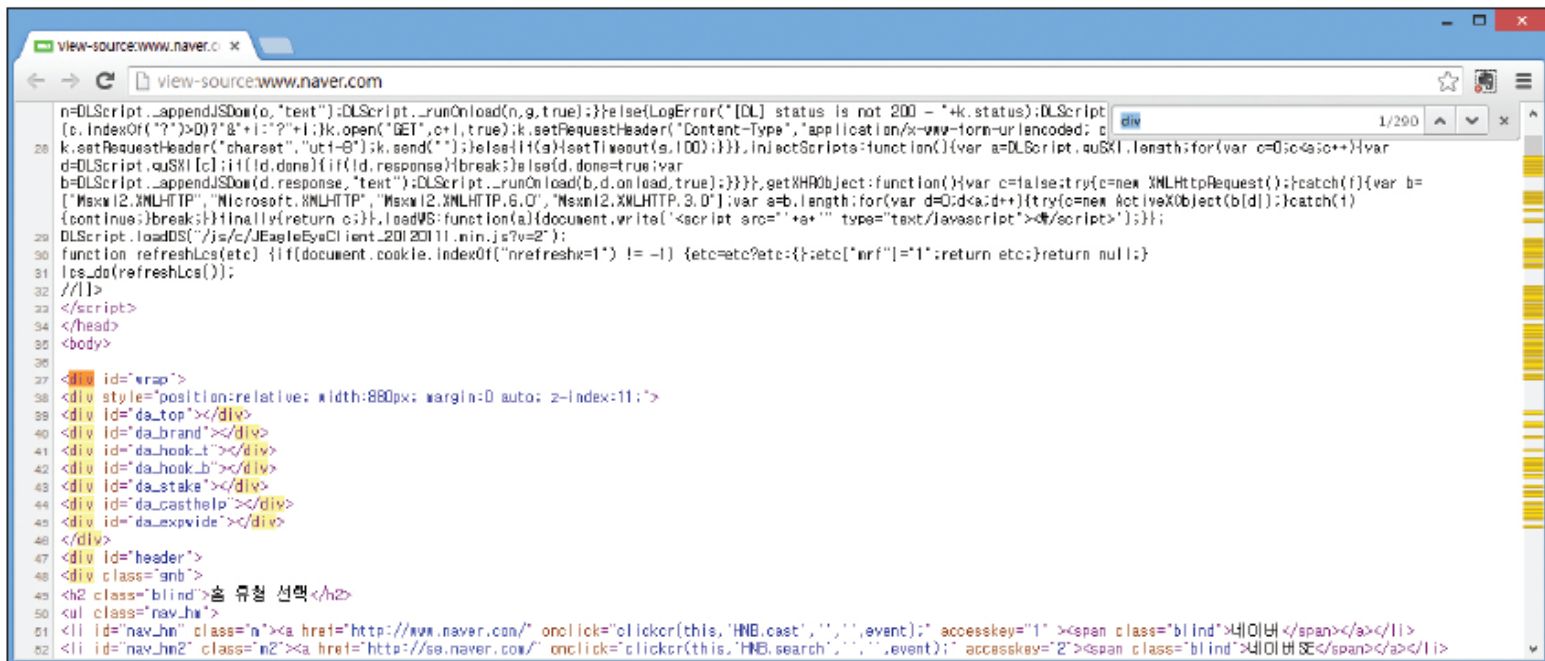 view-source:www.naver.c
view-source:www.naver.com
div 1/290
n=DLScript._appendJSDom(o,"text");DLScript._runOnload(n,g,true);}}else{LogError("[DL] status is not 200 - "+k.status);DLScript
(c.indexOf("?")>0)?"&"+i:"?"+i;}k.open("GET",c+i,true);k.setRequestHeader("Content-Type","application/x-www-form-urlencoded; c
28 k.setRequestHeader("charset","utf-8");k.send("");}else{if(g){setTimeout(g,100);}}},injectScripts:function(){var a=DLScript.quSXI.length;for(var c=0;c<a;c++){var
d=DLScript.quSXI[c];if(!d.done){if(!d.response){break;}else{d.done=true;var
b=DLScript._appendJSDom(d.response,"text");DLScript._runOnload(b,d.onload,true);}}}},getXHRObject:function(){var c=false;try{c=new XMLHttpRequest();}catch(f){var b=
["Msxml2.XMLHTTP","Microsoft.XMLHTTP","Msxml2.XMLHTTP.6.0","Msxml2.XMLHTTP.3.0"];var a=b.length;for(var d=0;d<a;d++){try{c=new ActiveXObject(b[d]);}catch(f)
{continue;}break;}}finally{return c;}},loadWS:function(a){document.write('<script src="'+a+'" type="text/javascript"><\/script>');}};
29 DLScript.loadDS("/js/c/JEagleEyeClient_20120111.min.js?v=2");
30 function refreshLcs(etc) {if(document.cookie.indexOf("nrefreshx=1") != -1) {etc=etc?etc:{};etc["mrf"]="1";return etc;}return null;}
31 lcs_do(refreshLcs());
32 //]]>
33 </script>
34 </head>
35 <body>
36
37 <div id="wrap">
38 <div style="position:relative; width:880px; margin:0 auto; z-index:11;">
39 <div id="da_top"></div>
40 <div id="da_brand"></div>
41 <div id="da_hook_t"></div>
42 <div id="da_hook_b"></div>
43 <div id="da_stake"></div>
44 <div id="da_casthelp"></div>
45 <div id="da_expwide"></div>
46 </div>
47 <div id="header">
48 <div class="gnb">
49 <h2 class="blind">홈 유형 선택</h2>
50 <ul class="nav_hm">
51 <li id="nav_hm" class="m"><a href="http://www.naver.com/" onclick="clickcr(this,'HNB.cast','','',event);" accesskey="1" ><span class="blind">네이버</span></a></li>
52 <li id="nav_hm2" class="m2"><a href="http://se.naver.com/" onclick="clickcr(this,'HNB.search','','',event);" accesskey="2"><span class="blind">네이버SE</span></a></li>